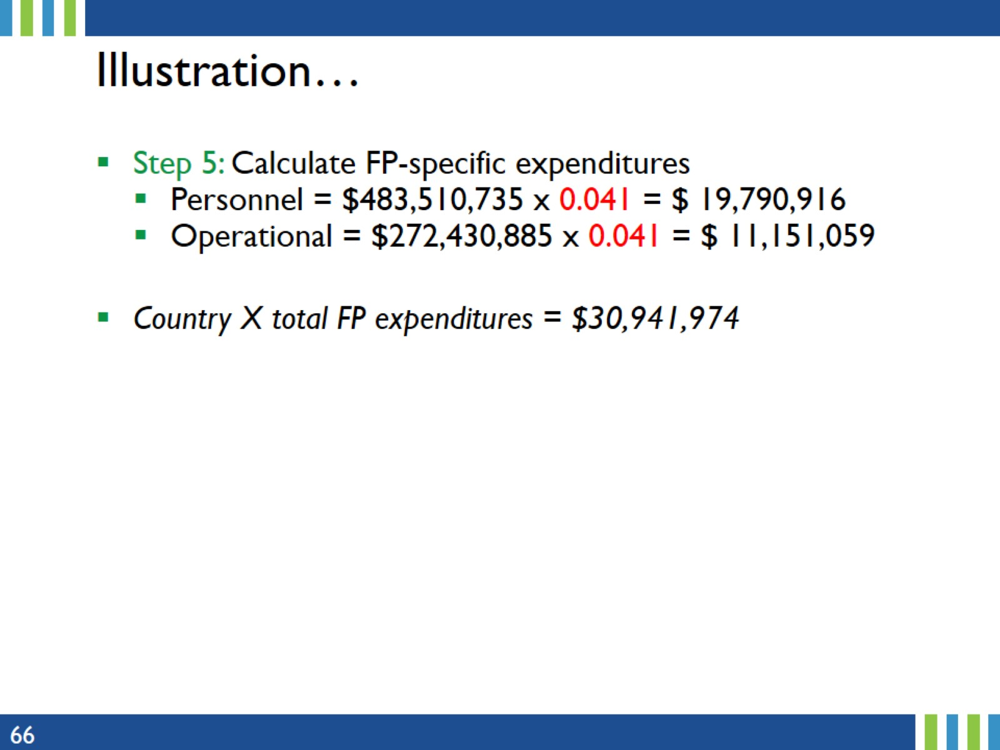 Illustration…
▪ Step 5: Calculate FP-specific expenditures
▪ Personnel = $483,510,735 x 0.041 = $ 19,790,916
▪ Operational = $272,430,885 x 0.041 = $ 11,151,059
▪ Country X total FP expenditures = $30,941,974
66